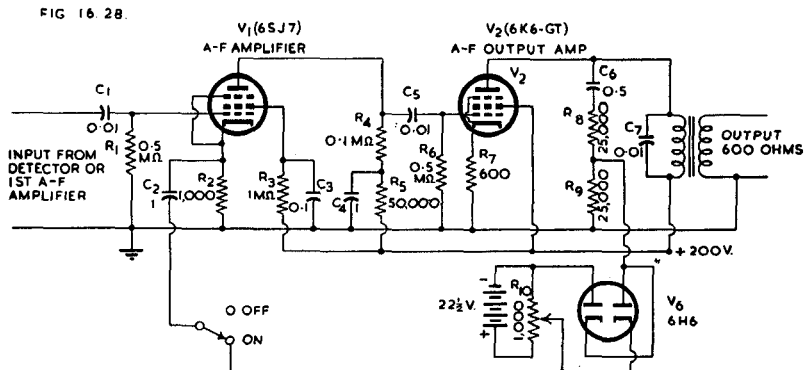 FIG 16.28.
V1(6SJ7)
A-F AMPLIFIER
V2(6K6-GT)
A-F OUTPUT AMP
V2
C1
0.01
R1
0.5
MΩ
INPUT FROM
DETECTOR OR
1ST A-F
AMPLIFIER
C2
1
R2
1,000
R3
1MΩ
C3
0.1
R4
0.1MΩ
C4
1
R5
50,000
C5
0.01
R6
0.5
MΩ
R7
600
C6
0.5
R8
25,000
R9
25,000
C7
0.01
OUTPUT
600 OHMS
+200V.
O OFF
ON
-
22½V.
+
R10
1,000
V6
6H6